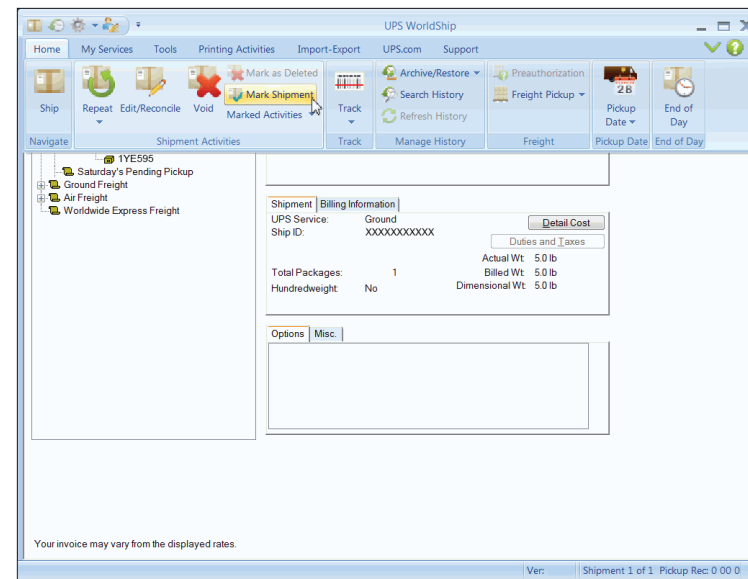 UPS WorldShip
Home My Services Tools Printing Activities Import-Export UPS.com Support
Ship
Repeat
Edit/Reconcile
Void
Mark as Deleted
Mark Shipment
Marked Activities
Track
Archive/Restore
Search History
Refresh History
Preauthorization
Freight Pickup
28
Pickup
Date
End of
Day
Navigate Shipment Activities Track Manage History Freight Pickup Date End of Day
1YE595
Saturday's Pending Pickup
Ground Freight
Air Freight
Worldwide Express Freight
Shipment Billing Information
UPS Service: Ground Detail Cost
Ship ID: XXXXXXXXXXX
Duties and Taxes
Actual Wt 5.0 lb
Total Packages: 1 Billed Wt 5.0 lb
Hundredweight: No Dimensional Wt 5.0 lb
Options Misc.
Your invoice may vary from the displayed rates.
Ver: Shipment 1 of 1 Pickup Rec: 0 00 0